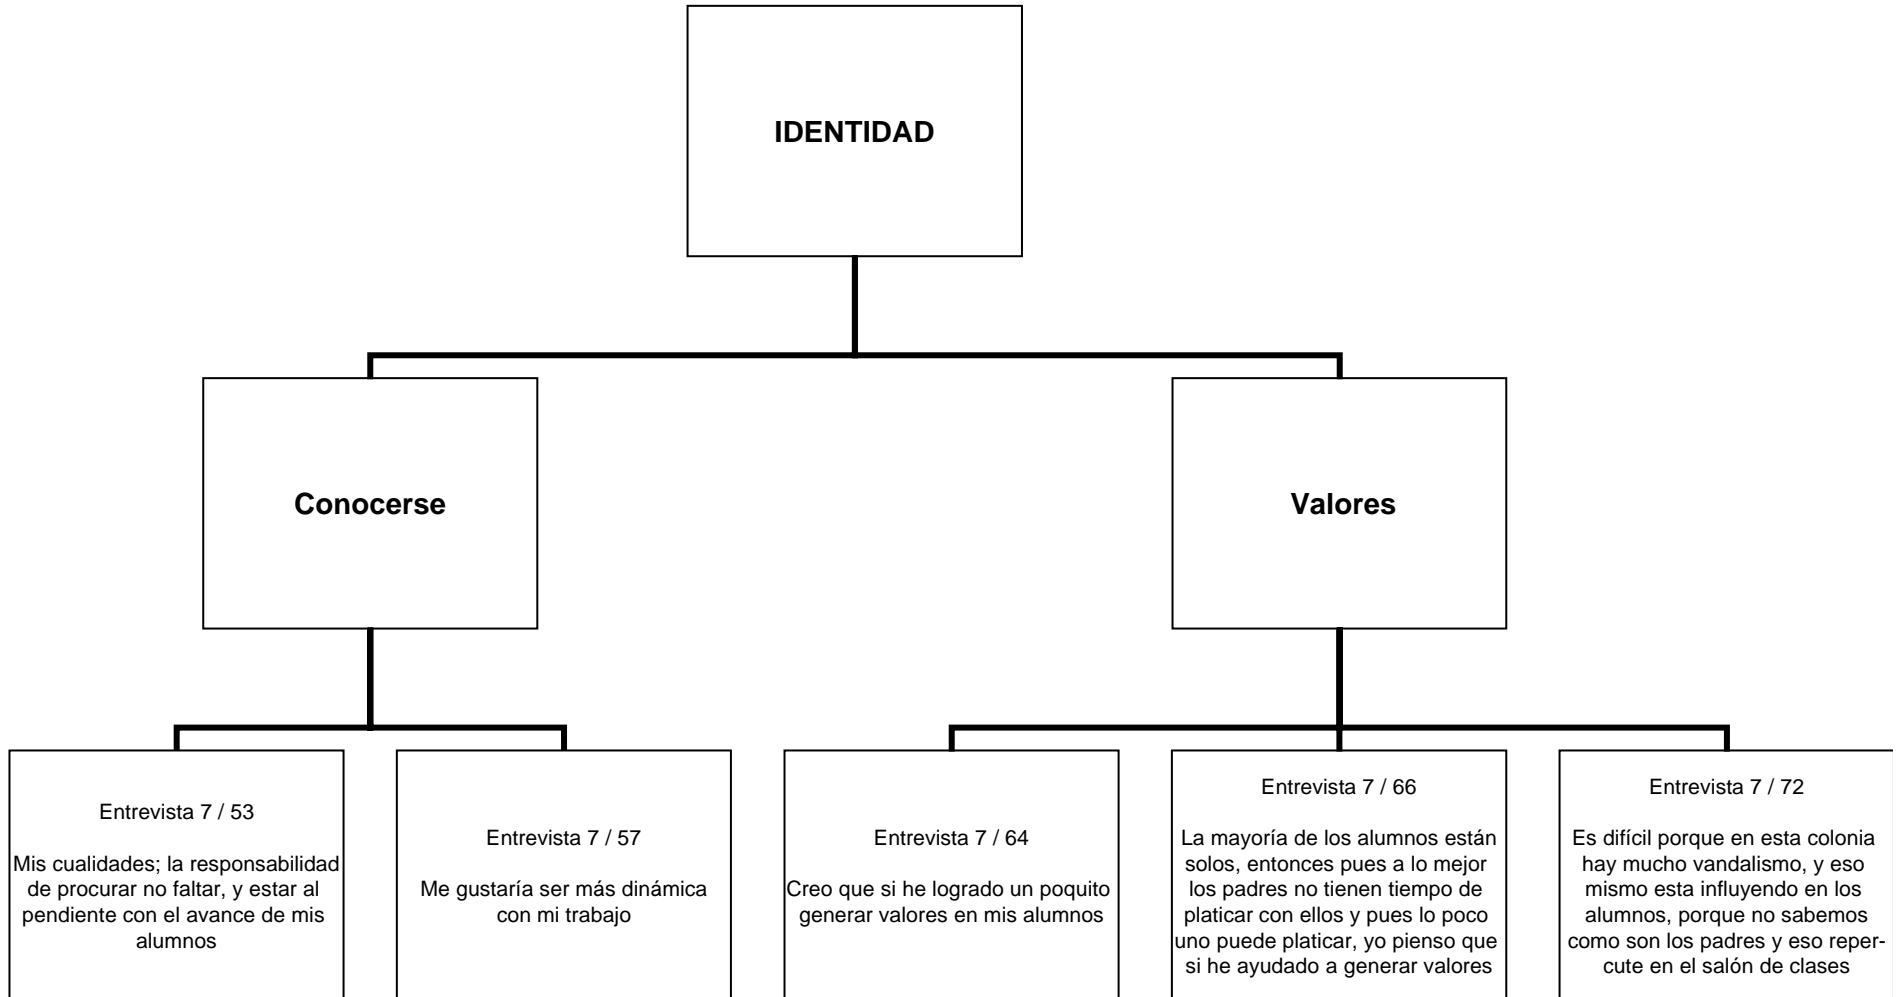 IDENTIDAD
Conocerse
Valores
Entrevista 7 / 53
Mis cualidades; la responsabilidad
de procurar no faltar, y estar al
pendiente con el avance de mis
alumnos
Entrevista 7 / 57
Me gustaría ser más dinámica
con mi trabajo
Entrevista 7 / 64
Creo que si he logrado un poquito
generar valores en mis alumnos
Entrevista 7 / 66
La mayoría de los alumnos están
solos, entonces pues a lo mejor
los padres no tienen tiempo de
platicar con ellos y pues lo poco
uno puede platicar, yo pienso que
si he ayudado a generar valores
Entrevista 7 / 72
Es difícil porque en esta colonia
hay mucho vandalismo, y eso
mismo esta influyendo en los
alumnos, porque no sabemos
como son los padres y eso reper-
cute en el salón de clases